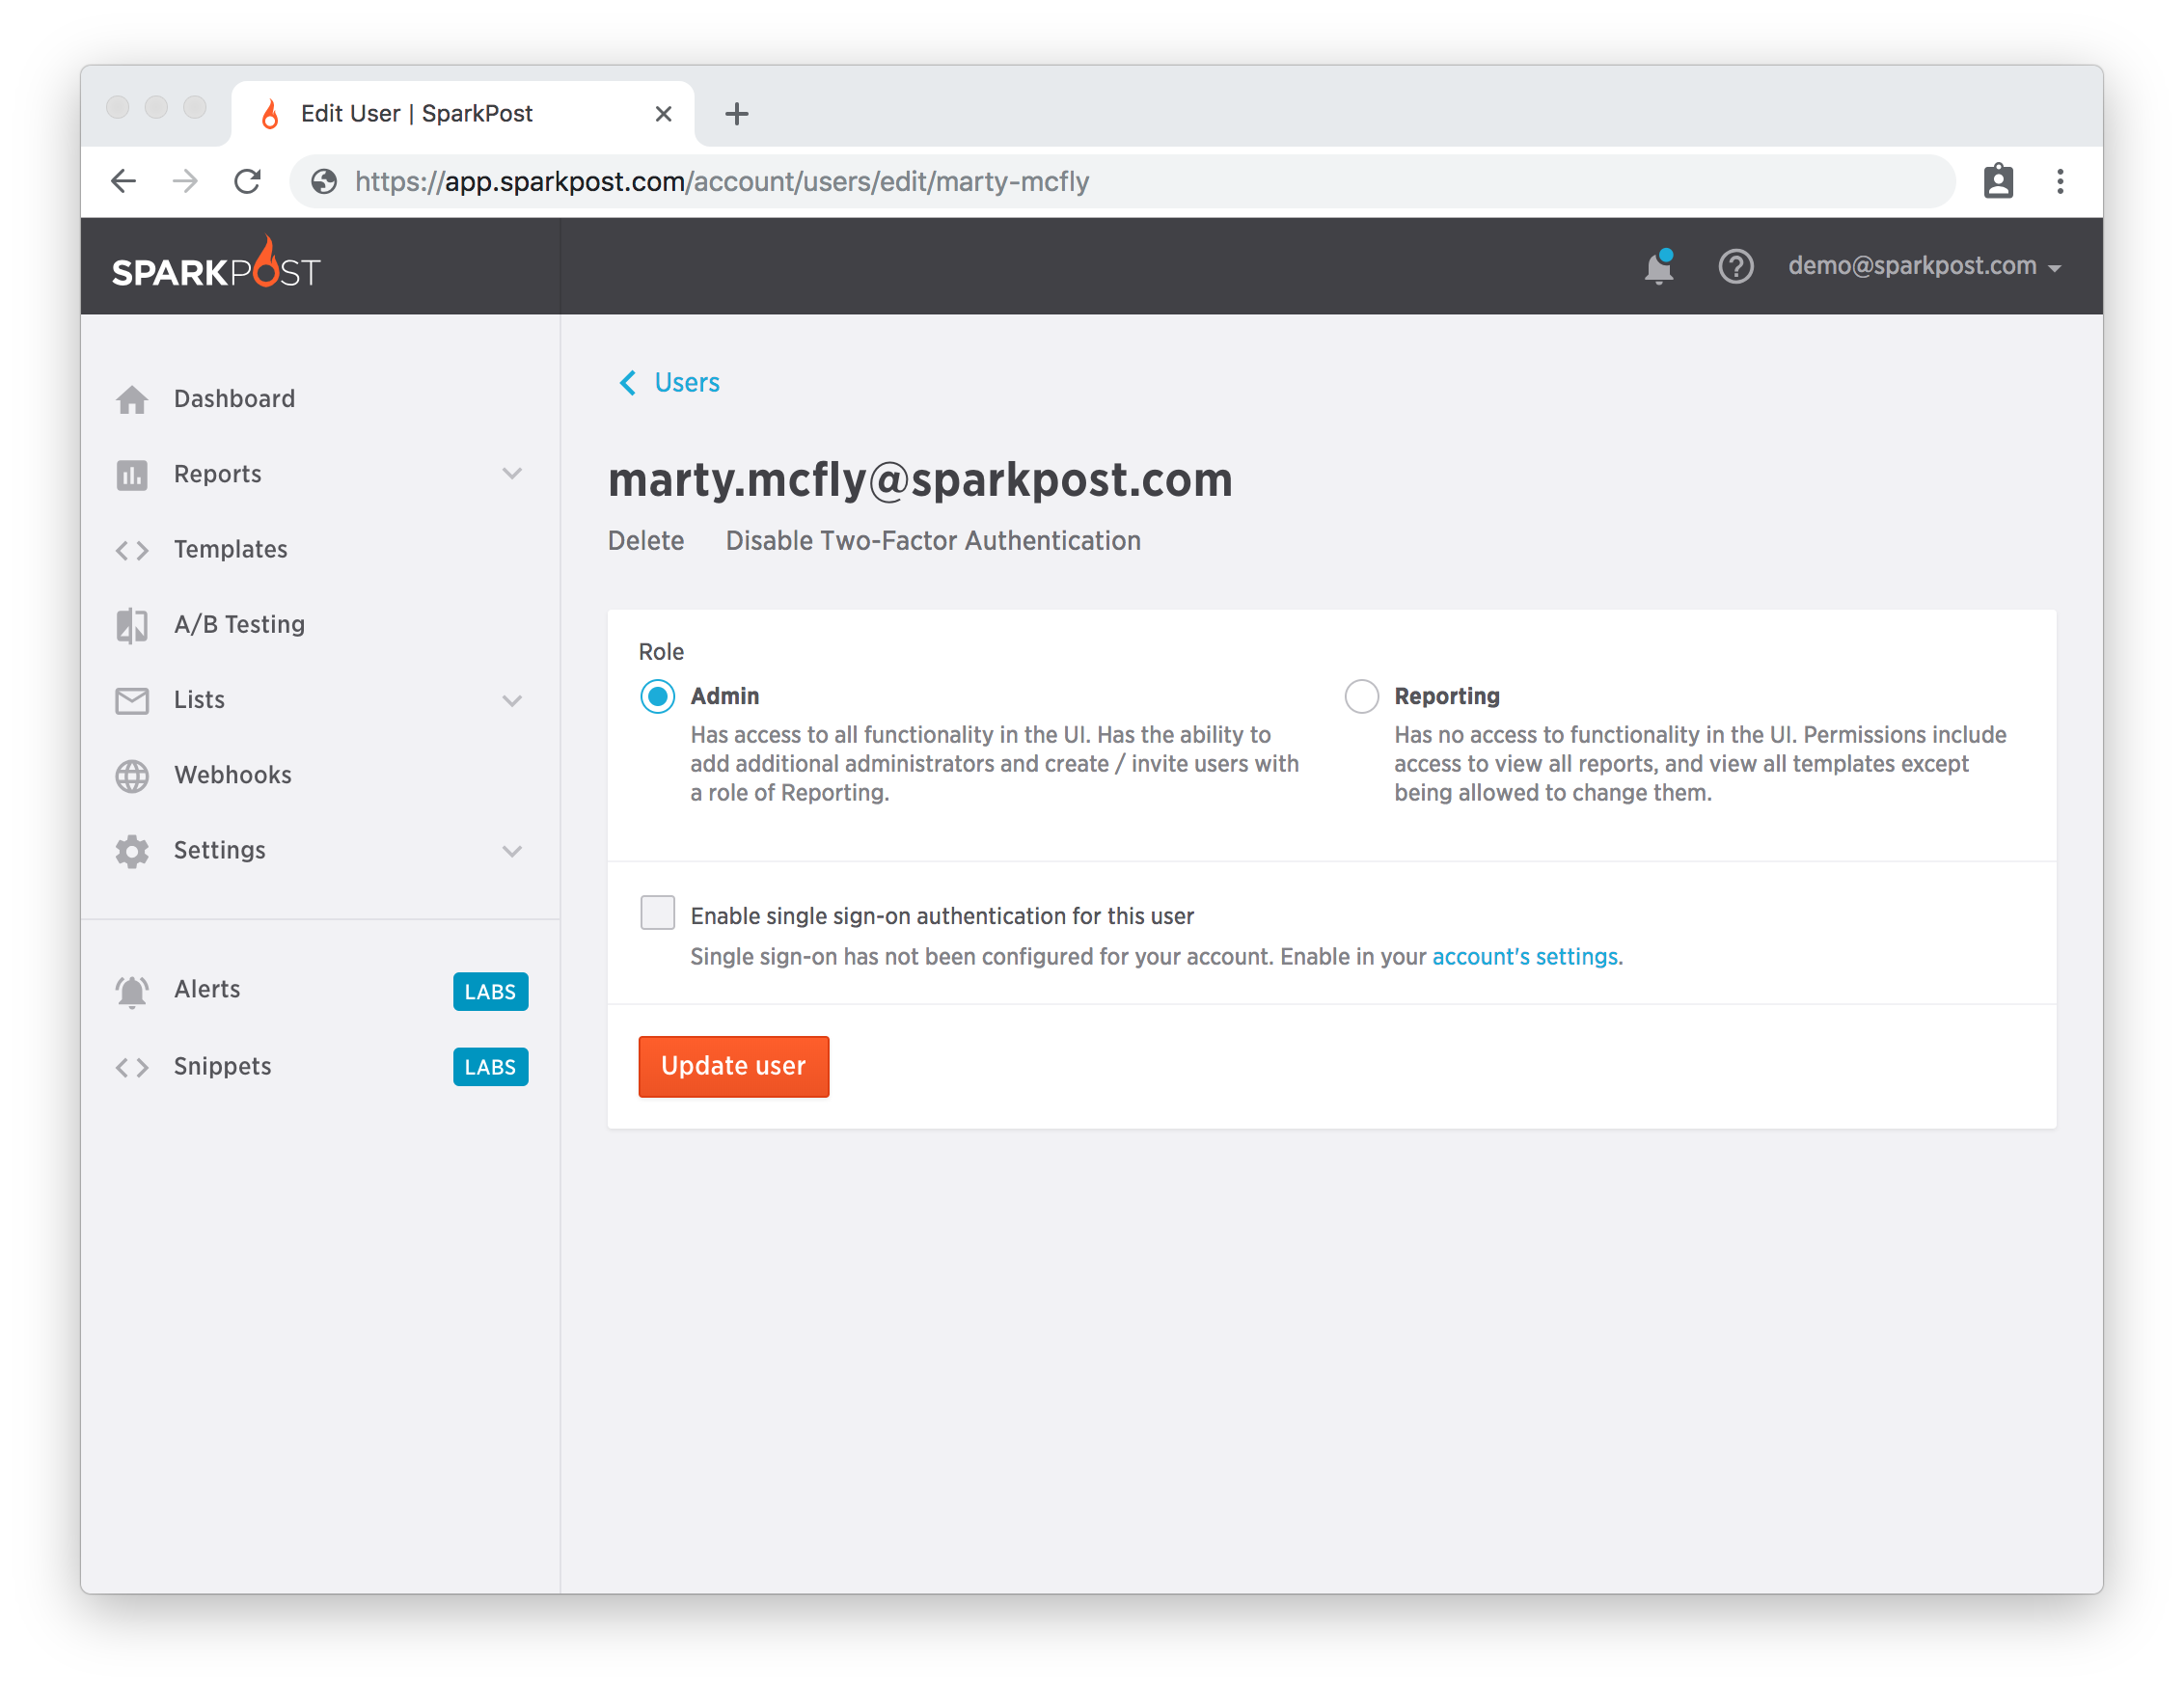 Edit User | SparkPost
https://app.sparkpost.com/account/users/edit/marty-mcfly
SPARKPOST
demo@sparkpost.com
Dashboard
Reports
Templates
A/B Testing
Lists
Webhooks
Settings
Alerts LABS
Snippets LABS
Users
marty.mcfly@sparkpost.com
Delete Disable Two-Factor Authentication
Role
Admin
Has access to all functionality in the UI. Has the ability to
add additional administrators and create / invite users with
a role of Reporting.
Reporting
Has no access to functionality in the UI. Permissions include
access to view all reports, and view all templates except
being allowed to change them.
Enable single sign-on authentication for this user
Single sign-on has not been configured for your account. Enable in your account's settings.
Update user